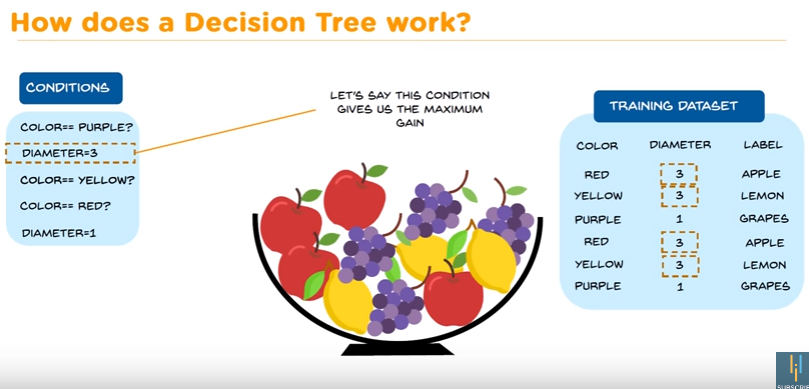 How does a Decision Tree work?
CONDITIONS
COLOR== PURPLE?
DIAMETER=3
COLOR== YELLOW?
COLOR== RED?
DIAMETER=1
LET'S SAY THIS CONDITION
GIVES US THE MAXIMUM
GAIN
TRAINING DATASET
COLOR DIAMETER LABEL
RED 3 APPLE
YELLOW 3 LEMON
PURPLE 1 GRAPES
RED 3 APPLE
YELLOW 3 LEMON
PURPLE 1 GRAPES
SUBSCRIB